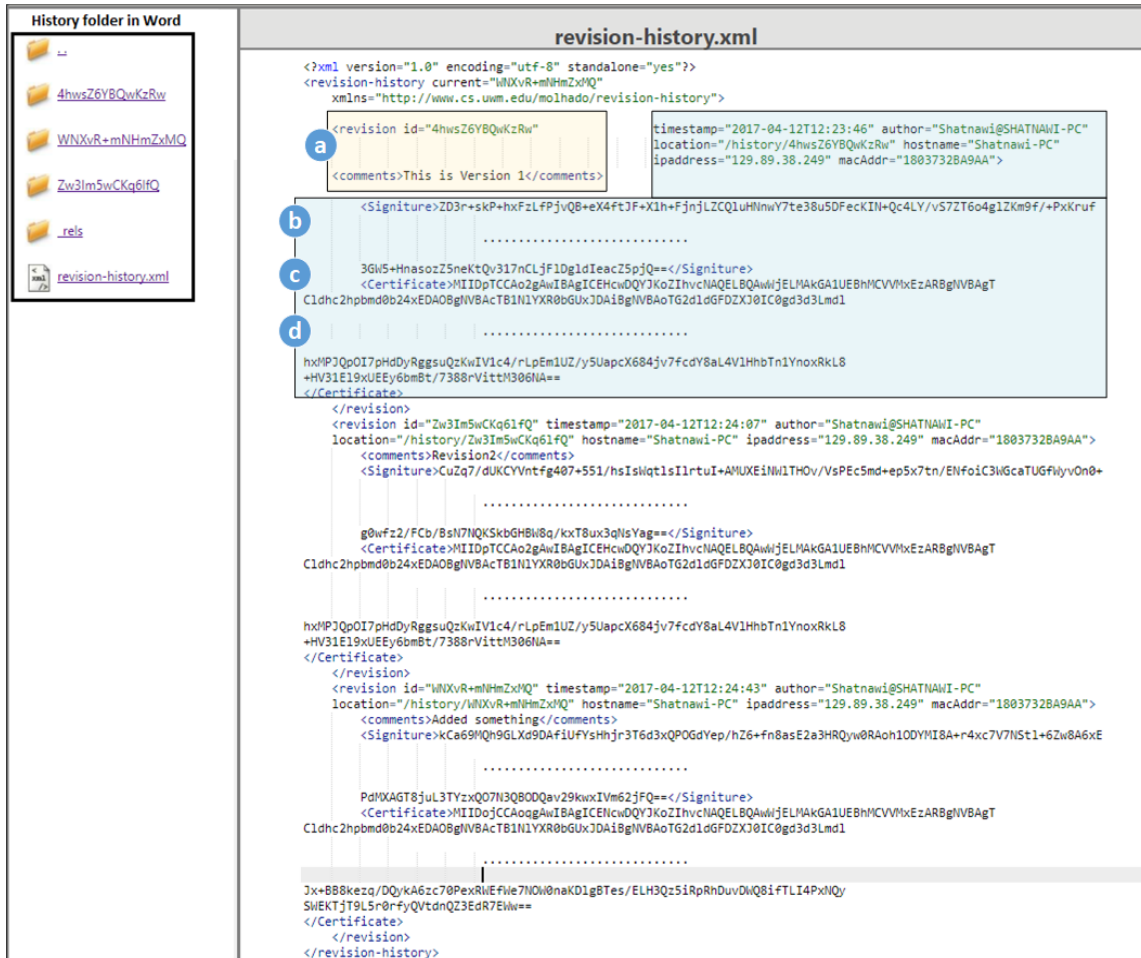 History folder in Word
. .
4hwsZ6YBQwKzRw
WNXvR+mNHmZxMQ
Zw3Im5wCKq6lfQ
_rels
revision-history.xml
revision-history.xml
<?xml version="1.0" encoding="utf-8" standalone="yes"?>
<revision-history current="WNXvR+mNHmZxMQ"
xmlns="http://www.cs.uwm.edu/molhado/revision-history">
<revision id="4hwsZ6YBQwKzRw"
timestamp="2017-04-12T12:23:46" author="Shatnawi@SHATNAWI-PC"
location="/history/4hwsZ6YBQwKzRw" hostname="Shatnawi-PC"
a
ipaddress="129.89.38.249" macAddr="1803732BA9AA">
<comments>This is Version 1</comments>
b
<Signiture>ZD3r+skP+hxFzLfPjvQB+eX4ftJF+X1h+FjnjLZCQluHNnwY7te38u5DFecKIN+Qc4LY/vS7ZT6o4glZKm9f/+PxKruf
.............................
c
3GW5+HnasozZ5neKtQv317nCLjFlDgldIeacZ5pjQ==</Signiture>
<Certificate>MIIDpTCCAo2gAwIBAgICEHcwDQYJKoZIhvcNAQELBQAwWjELMAkGA1UEBhMCVVMxEzARBgNVBAgT
Cldhc2hpbmd0b24xEDAOBgNVBAcTB1NlYXR0bGUxJDAiBgNVBAoTG2dldGFDZXJ0IC0gd3d3Lmdl
d
.............................
hxMPJQpOI7pHdDyRggsuQzKwIV1c4/rLpEm1UZ/y5UapcX684jv7fcdY8aL4VlHhbTn1YnoxRkL8
+HV31El9xUEEy6bmBt/7388rVittM306NA==
</Certificate>
</revision>
<revision id="Zw3Im5wCKq6lfQ" timestamp="2017-04-12T12:24:07" author="Shatnawi@SHATNAWI-PC"
location="/history/Zw3Im5wCKq6lfQ" hostname="Shatnawi-PC" ipaddress="129.89.38.249" macAddr="1803732BA9AA">
<comments>Revision2</comments>
<Signiture>CuZq7/dUKCYVntfg407+551/hsIsWqtlsIlrtuI+AMUXEiNWlTHOv/VsPEc5md+ep5x7tn/ENfoiC3WGcaTUGfWyvOn0+
.............................
g0wfz2/FCb/BsN7NQKSkbGHBW8q/kxT8ux3qNsYag==</Signiture>
<Certificate>MIIDpTCCAo2gAwIBAgICEHcwDQYJKoZIhvcNAQELBQAwWjELMAkGA1UEBhMCVVMxEzARBgNVBAgT
Cldhc2hpbmd0b24xEDAOBgNVBAcTB1NlYXR0bGUxJDAiBgNVBAoTG2dldGFDZXJ0IC0gd3d3Lmdl
.............................
hxMPJQpOI7pHdDyRggsuQzKwIV1c4/rLpEm1UZ/y5UapcX684jv7fcdY8aL4VlHhbTn1YnoxRkL8
+HV31El9xUEEy6bmBt/7388rVittM306NA==
</Certificate>
</revision>
<revision id="WNXvR+mNHmZxMQ" timestamp="2017-04-12T12:24:43" author="Shatnawi@SHATNAWI-PC"
location="/history/WNXvR+mNHmZxMQ" hostname="Shatnawi-PC" ipaddress="129.89.38.249" macAddr="1803732BA9AA">
<comments>Added something</comments>
<Signiture>kCa69MQh9GLXd9DAfiUfYsHhjr3T6d3xQPOGdYep/hZ6+fn8asE2a3HRQyw0RAoh1ODYMI8A+r4xc7V7NStl+6Zw8A6xE
.............................
PdMXAGT8juL3TYzxQO7N3QBODQav29kwxIVm62jFQ==</Signiture>
<Certificate>MIIDojCCAoqgAwIBAgICENcwDQYJKoZIhvcNAQELBQAwWjELMAkGA1UEBhMCVVMxEzARBgNVBAgT
Cldhc2hpbmd0b24xEDAOBgNVBAcTB1NlYXR0bGUxJDAiBgNVBAoTG2dldGFDZXJ0IC0gd3d3Lmdl
.............................
Jx+BB8kezq/DQykA6zc70PexRWEfWe7NOW0naKDlgBTes/ELH3Qz5iRpRhDuvDWQ8ifTLI4PxNQy
SWEKTjT9L5r0rfyQVtdnQZ3EdR7EWw==
</Certificate>
</revision>
</revision-history>